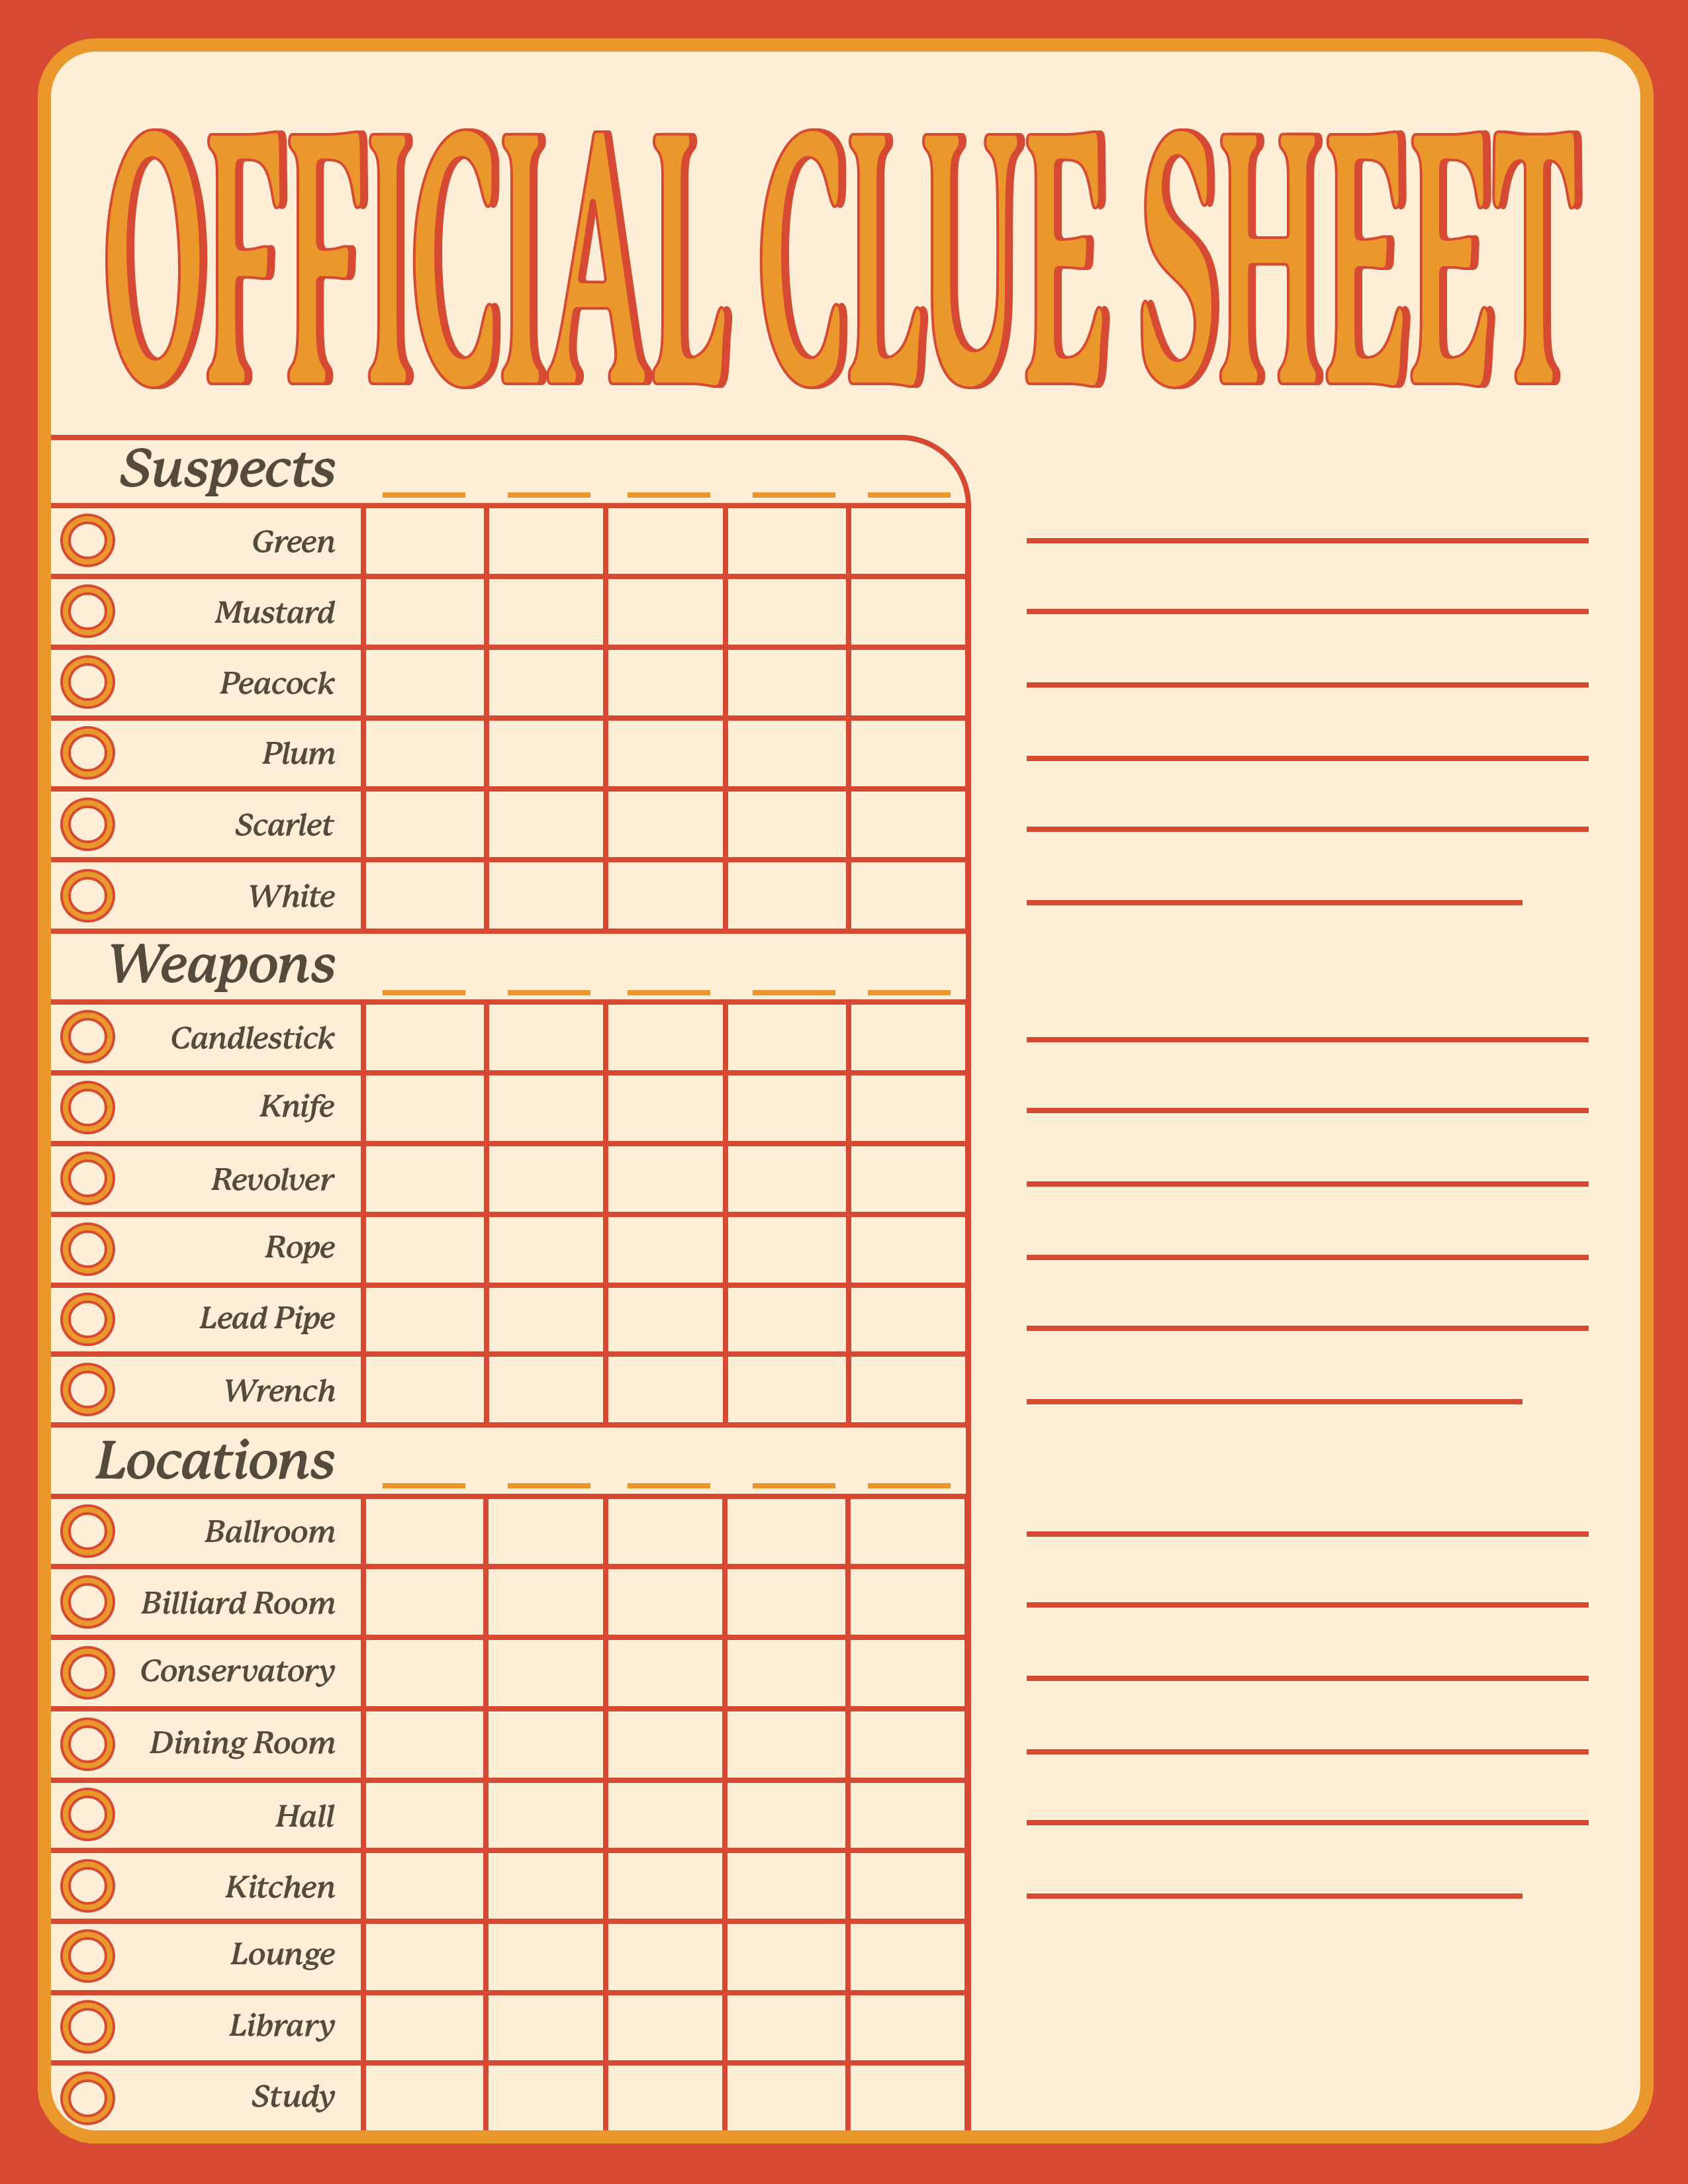 OFFICIAL CLUE SHEET
Suspects
Green
Mustard
Peacock
Plum
Scarlet
White
Weapons
Candlestick
Knife
Revolver
Rope
Lead Pipe
Wrench
Locations
Ballroom
Billiard Room
Conservatory
Dining Room
Hall
Kitchen
Lounge
Library
Study